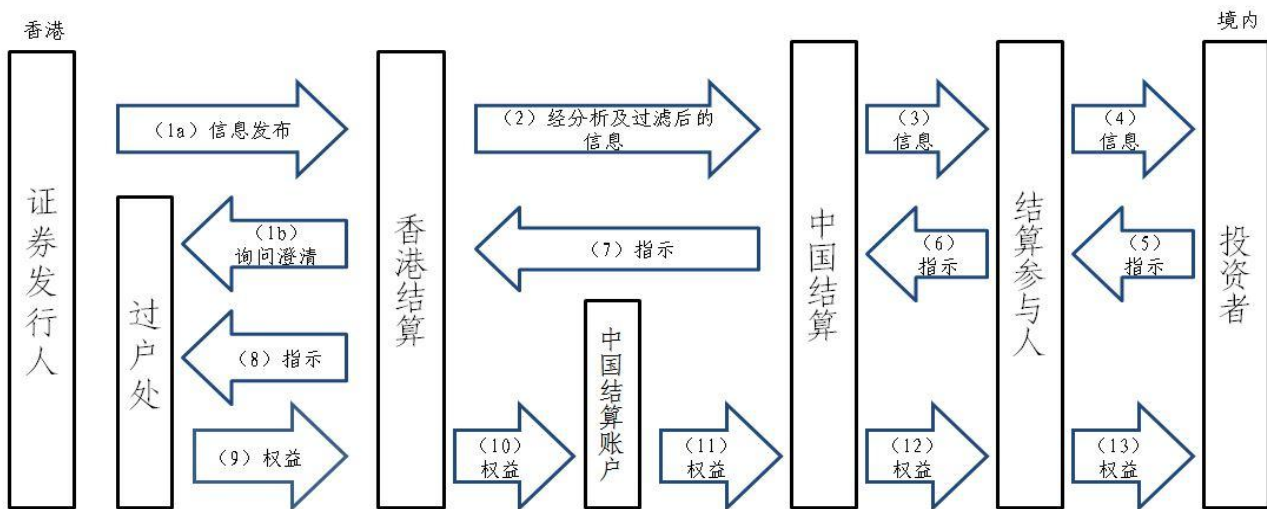 香港
境内
（1a）信息发布
（2）经分析及过滤后的
信息
（3）
信息
（4）
信息
证券发行人
过户处
香港结算
中国结算
结算参与人
投资者
（1b）
询问澄清
（7）指示
（6）
指示
（5）
指示
（8）指示
中国结算账户
（9）权益
（10）
权益
（11）
权益
（12）
权益
（13）
权益